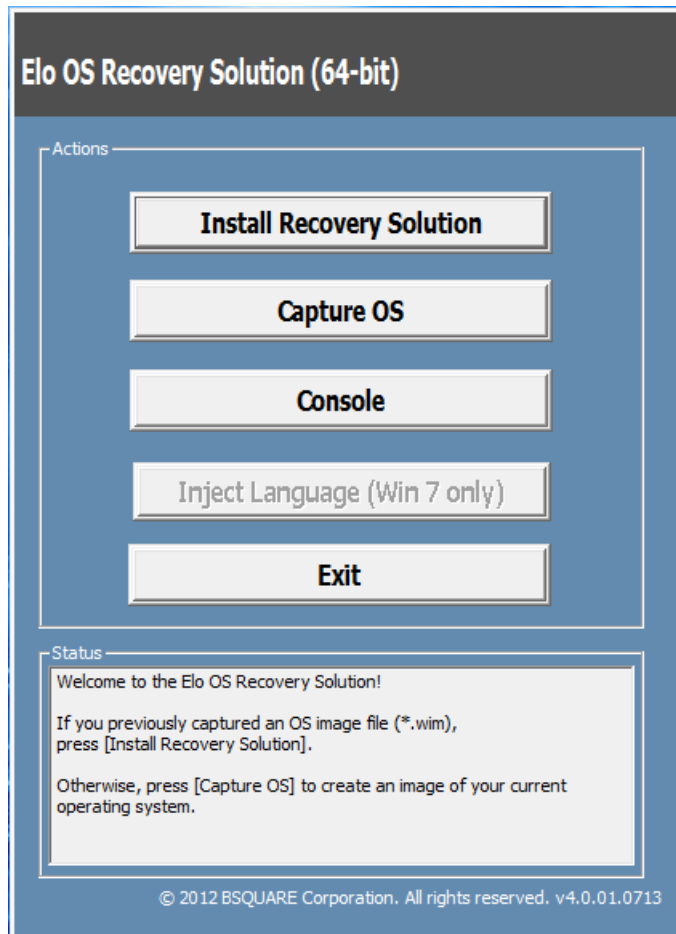 Elo OS Recovery Solution (64-bit)
Actions
Install Recovery Solution
Capture OS
Console
Inject Language (Win 7 only)
Exit
Status
Welcome to the Elo OS Recovery Solution!
If you previously captured an OS image file (*.wim),
press [Install Recovery Solution].
Otherwise, press [Capture OS] to create an image of your current
operating system.
© 2012 BSQUARE Corporation. All rights reserved. v4.0.01.0713